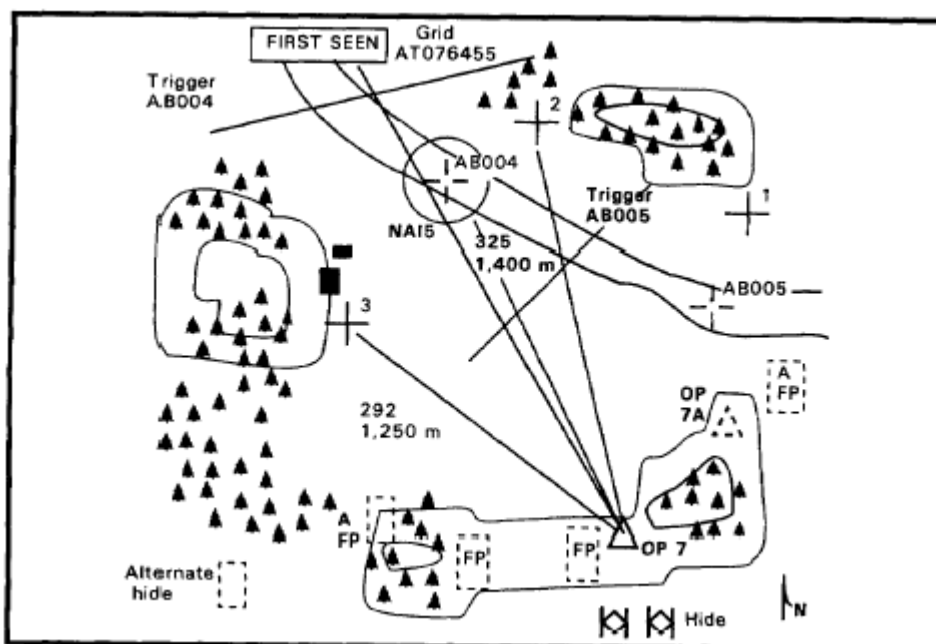 FIRST SEEN
Grid
AT076455
Trigger
A.B004
2
AB004
1
Trigger
AB005
NAI5
325
1,400 m
AB005
3
A
FP
OP
7A
292
1,250 m
A
FP
FP
FP
OP 7
Alternate
hide
Hide
N